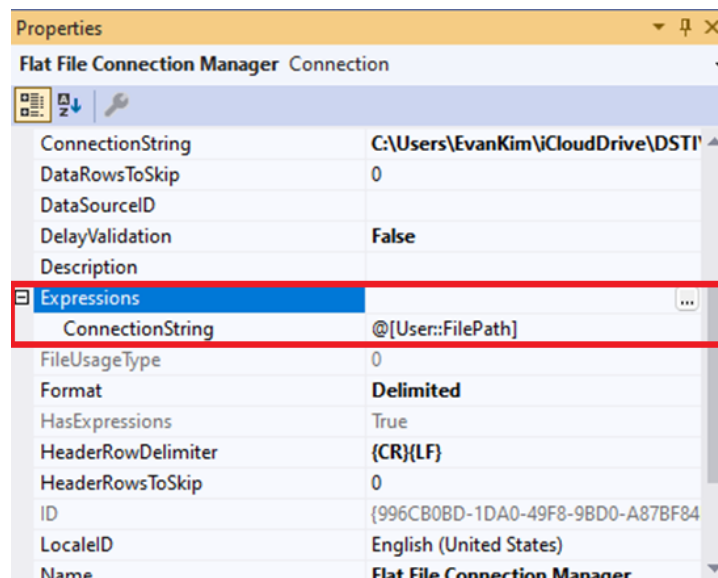 Properties
Flat File Connection Manager Connection
ConnectionString C:\Users\EvanKim\iCloudDrive\DSTI\
DataRowsToSkip 0
DataSourceID
DelayValidation False
Description
Expressions ...
ConnectionString @[User::FilePath]
FileUsageType 0
Format Delimited
HasExpressions True
HeaderRowDelimiter {CR}{LF}
HeaderRowsToSkip 0
ID {996CB0BD-1DA0-49F8-9BD0-A87BF84
LocaleID English (United States)
Name Flat File Connection Manager